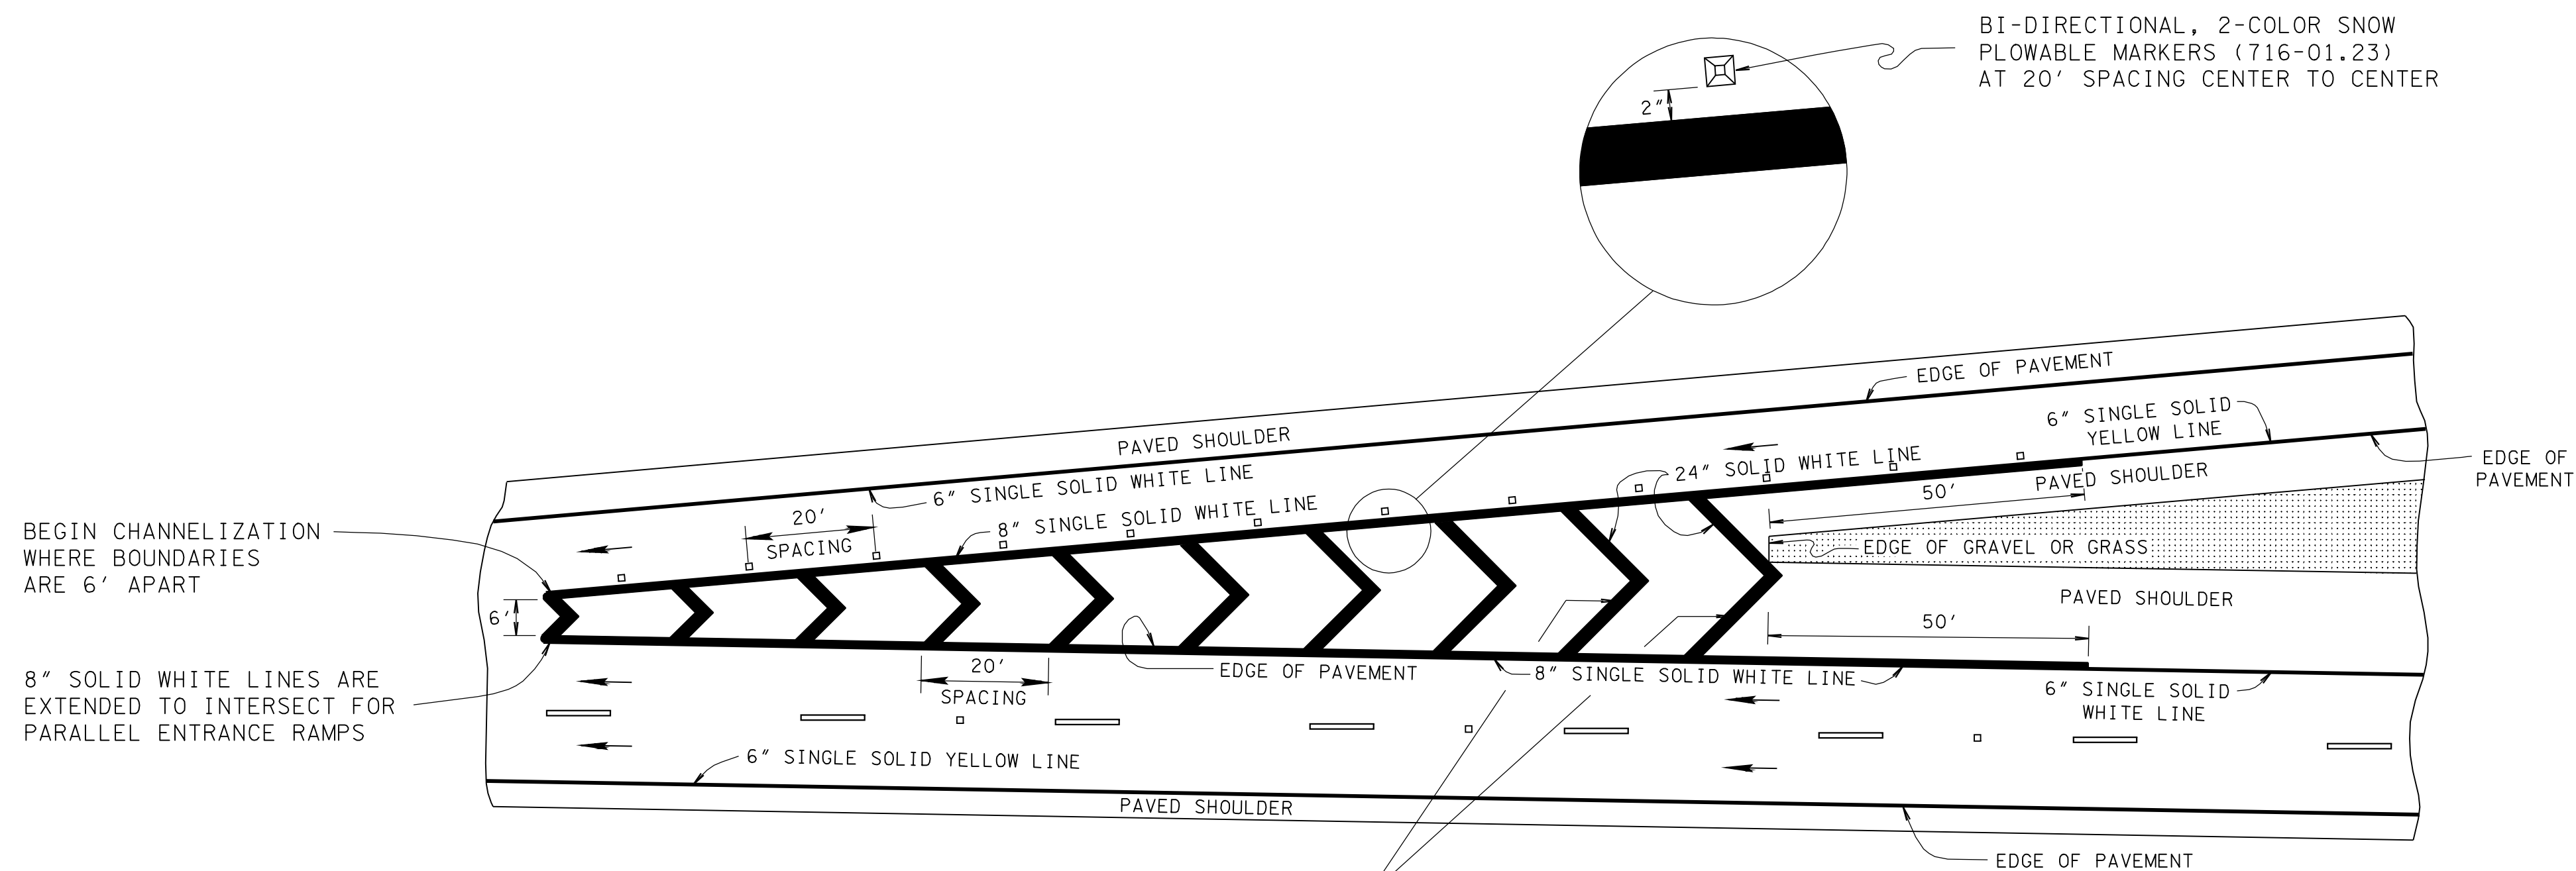 BI-DIRECTIONAL, 2-COLOR SNOW
PLOWABLE MARKERS (716-01.23)
AT 20' SPACING CENTER TO CENTER
2"
EDGE OF PAVEMENT
6" SINGLE SOLID
YELLOW LINE
PAVED SHOULDER
EDGE OF
PAVEMENT
24" SOLID WHITE LINE
PAVED SHOULDER
50'
6" SINGLE SOLID WHITE LINE
8" SINGLE SOLID WHITE LINE
20'
SPACING
BEGIN CHANNELIZATION
WHERE BOUNDARIES
ARE 6' APART
EDGE OF GRAVEL OR GRASS
6'
PAVED SHOULDER
50'
8" SOLID WHITE LINES ARE
EXTENDED TO INTERSECT FOR
PARALLEL ENTRANCE RAMPS
20'
SPACING
EDGE OF PAVEMENT
8" SINGLE SOLID WHITE LINE
6" SINGLE SOLID
WHITE LINE
6" SINGLE SOLID YELLOW LINE
PAVED SHOULDER
EDGE OF PAVEMENT